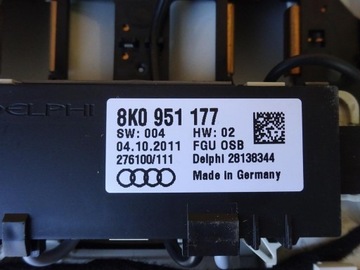 DELPHI
8K0 951 177
SW: 004 HW: 02
04.10.2011 FGU OSB
276100/111 Delphi 28138344
Made in Germany